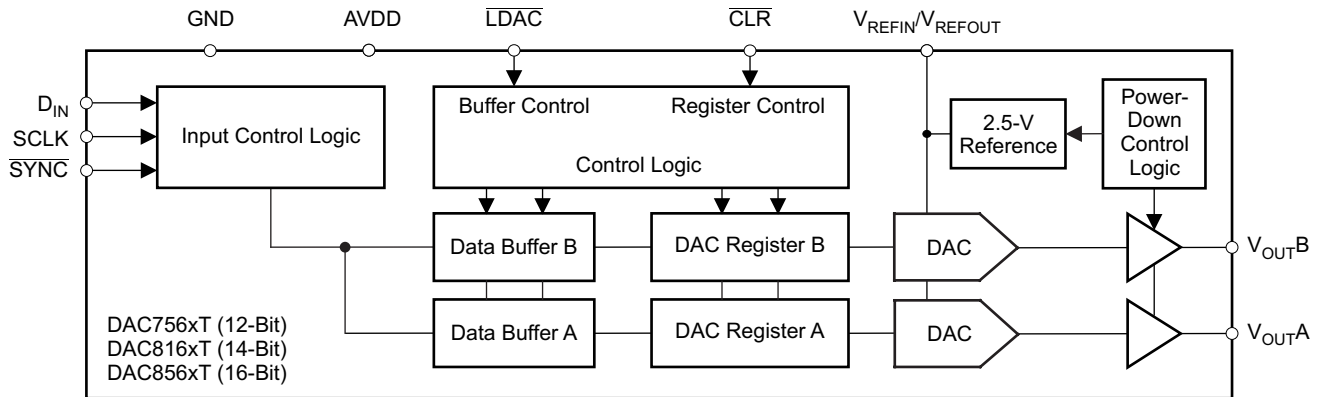 GND AVDD LDAC CLR VREFIN/VREFOUT
DIN
SCLK
SYNC
Input Control Logic
Buffer Control Register Control
Control Logic
2.5-V
Reference
Power-
Down
Control
Logic
Data Buffer B DAC Register B DAC VOUTB
Data Buffer A DAC Register A DAC VOUTA
DAC756xT (12-Bit)
DAC816xT (14-Bit)
DAC856xT (16-Bit)